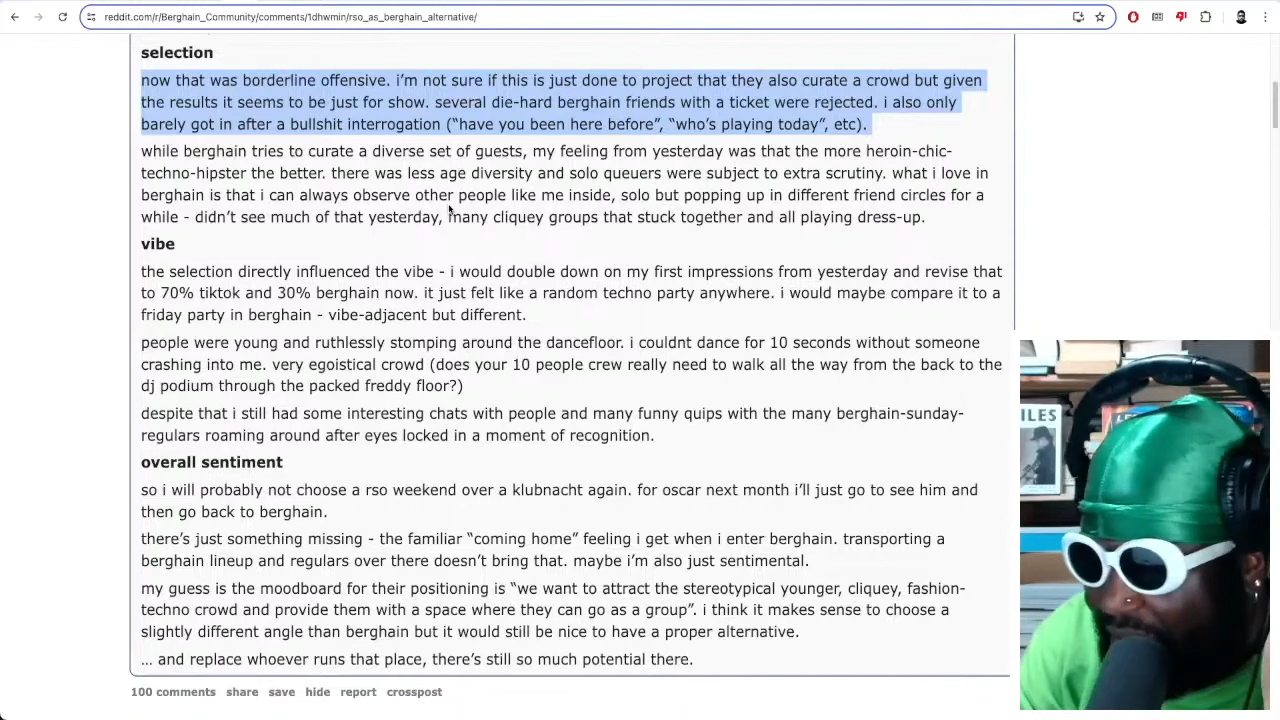 reddit.com/r/Berghain_Community/comments/1dhwmin/rso_as_berghain_alternative/
selection
now that was borderline offensive. i’m not sure if this is just done to project that they also curate a crowd but given
the results it seems to be just for show. several die-hard berghain friends with a ticket were rejected. i also only
barely got in after a bullshit interrogation (“have you been here before”, “who’s playing today”, etc).
while berghain tries to curate a diverse set of guests, my feeling from yesterday was that the more heroin-chic-
techno-hipster the better. there was less age diversity and solo queuers were subject to extra scrutiny. what i love in
berghain is that i can always observe other people like me inside, solo but popping up in different friend circles for a
while - didn’t see much of that yesterday, many cliquey groups that stuck together and all playing dress-up.
vibe
the selection directly influenced the vibe - i would double down on my first impressions from yesterday and revise that
to 70% tiktok and 30% berghain now. it just felt like a random techno party anywhere. i would maybe compare it to a
friday party in berghain - vibe-adjacent but different.
people were young and ruthlessly stomping around the dancefloor. i couldnt dance for 10 seconds without someone
crashing into me. very egoistical crowd (does your 10 people crew really need to walk all the way from the back to the
dj podium through the packed freddy floor?)
despite that i still had some interesting chats with people and many funny quips with the many berghain-sunday-
regulars roaming around after eyes locked in a moment of recognition.
overall sentiment
so i will probably not choose a rso weekend over a klubnacht again. for oscar next month i’ll just go to see him and
then go back to berghain.
there’s just something missing - the familiar “coming home” feeling i get when i enter berghain. transporting a
berghain lineup and regulars over there doesn’t bring that. maybe i’m also just sentimental.
my guess is the moodboard for their positioning is “we want to attract the stereotypical younger, cliquey, fashion-
techno crowd and provide them with a space where they can go as a group”. i think it makes sense to choose a
slightly different angle than berghain but it would still be nice to have a proper alternative.
… and replace whoever runs that place, there’s still so much potential there.
100 comments share save hide report crosspost
ILES